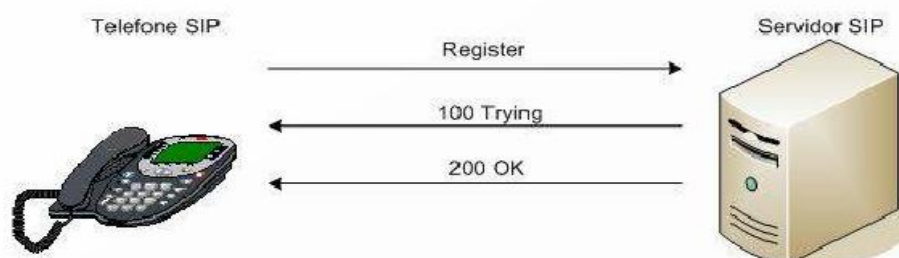 Telefone SIP
Servidor SIP
Register
100 Trying
200 OK